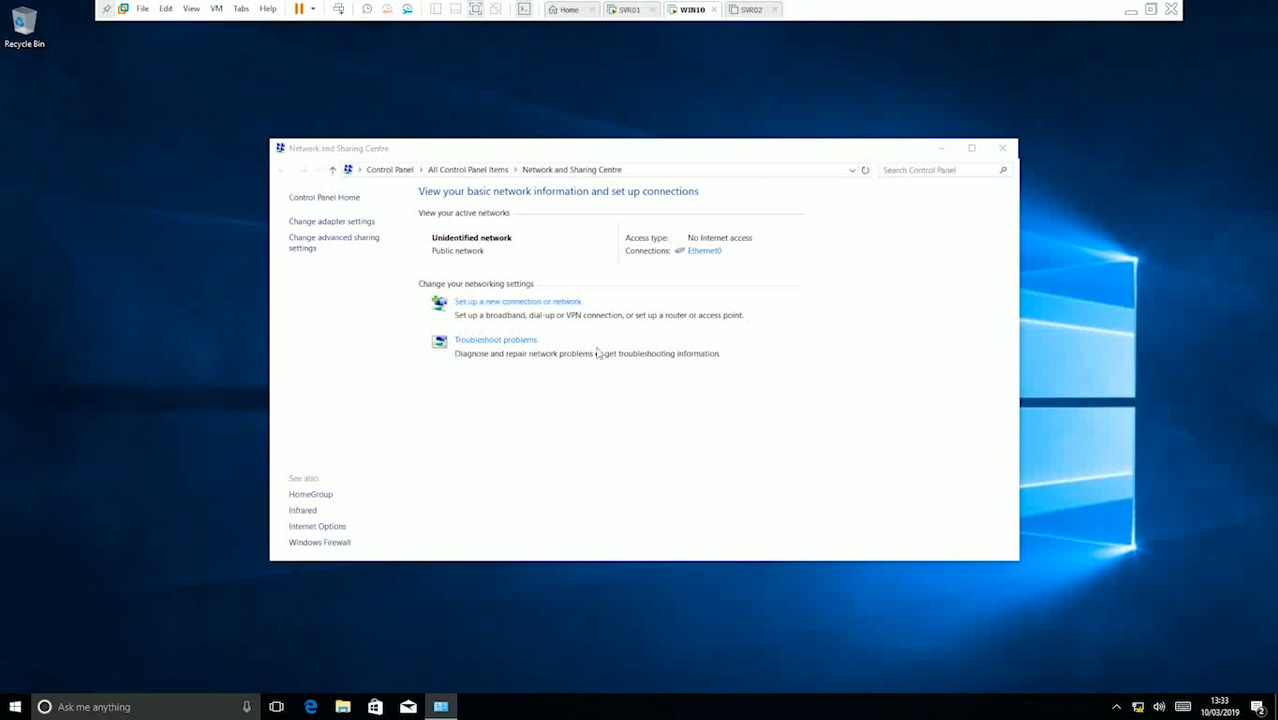 File Edit View VM Tabs Help Home SVR01 WIN10 SVR02
Recycle Bin
Network and Sharing Centre
Control Panel All Control Panel Items Network and Sharing Centre Search Control Panel
Control Panel Home
Change adapter settings
Change advanced sharing
settings
View your basic network information and set up connections
View your active networks
Unidentified network
Public network
Access type: No Internet access
Connections: Ethernet0
Change your networking settings
Set up a new connection or network
Set up a broadband, dial-up or VPN connection, or set up a router or access point.
Troubleshoot problems
Diagnose and repair network problems get troubleshooting information.
See also
HomeGroup
Infrared
Internet Options
Windows Firewall
Ask me anything
13:33
10/03/2019
2